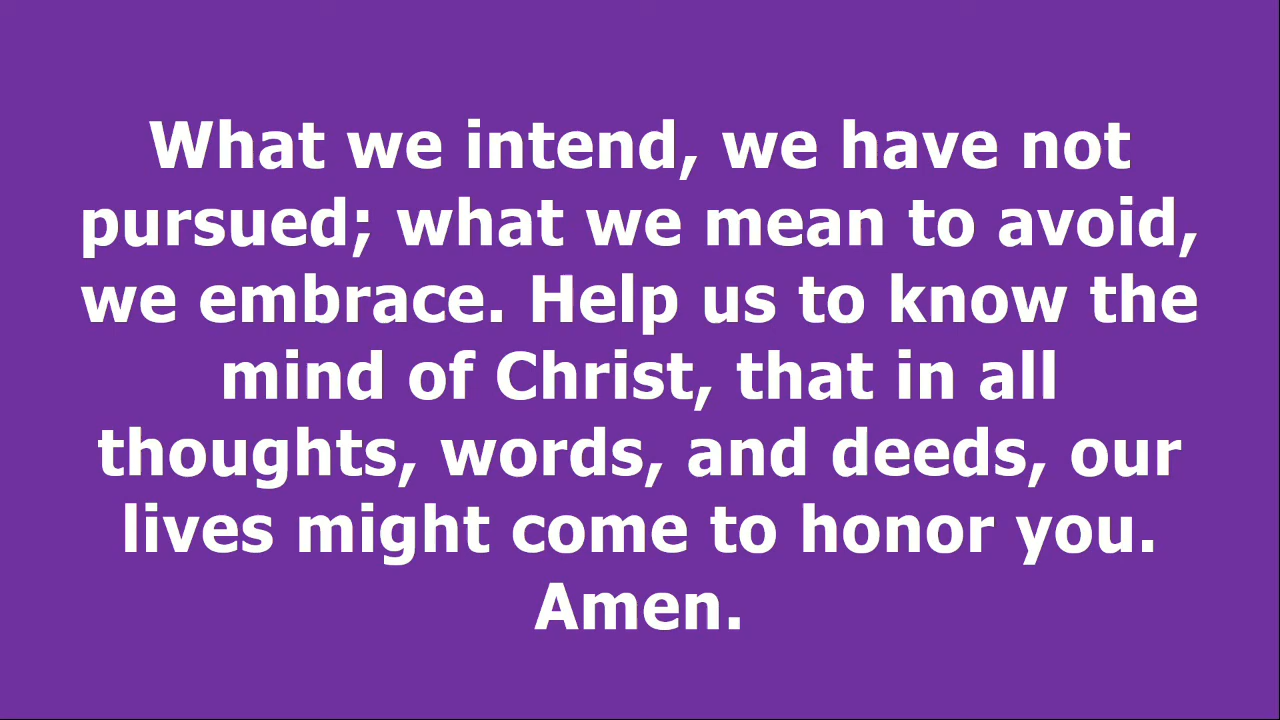 What we intend, we have not
pursued; what we mean to avoid,
we embrace. Help us to know the
mind of Christ, that in all
thoughts, words, and deeds, our
lives might come to honor you.
Amen.